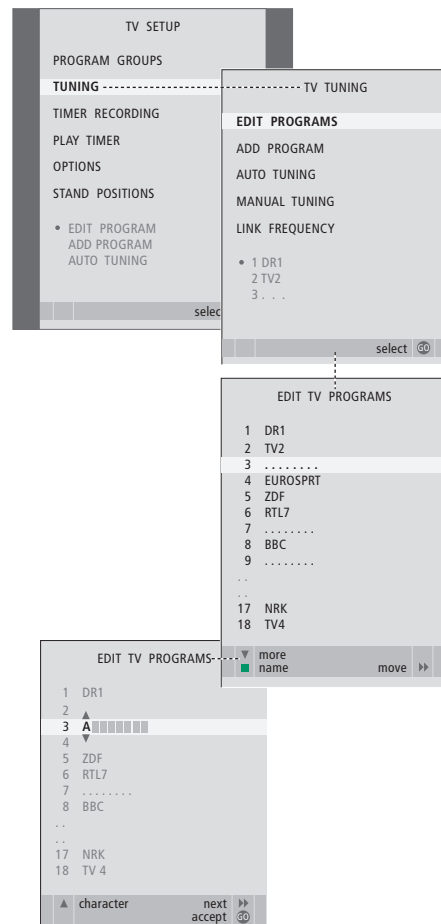 TV SETUP
PROGRAM GROUPS
TUNING
TIMER RECORDING
PLAY TIMER
OPTIONS
STAND POSITIONS
• EDIT PROGRAM
ADD PROGRAM
AUTO TUNING
selec
TV TUNING
EDIT PROGRAMS
ADD PROGRAM
AUTO TUNING
MANUAL TUNING
LINK FREQUENCY
• 1 DR1
2 TV2
3 . . .
select GO
EDIT TV PROGRAMS
1 DR1
2 TV2
3 ........
4 EUROSPRT
5 ZDF
6 RTL7
7 ........
8 BBC
9 ........
. .
. .
17 NRK
18 TV4
▼ more
name move
EDIT TV PROGRAMS
1 DR1
2
3 A
4
5 ZDF
6 RTL7
7 ........
8 BBC
. .
. .
17 NRK
18 TV 4
▲ character next
accept GO